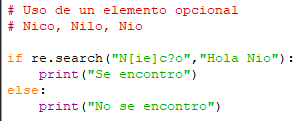 # Uso de un elemento opcional
# Nico, Nilo, Nio
if re.search("N[ie]c?o","Hola Nio"):
    print("Se encontro")
else:
    print("No se encontro")